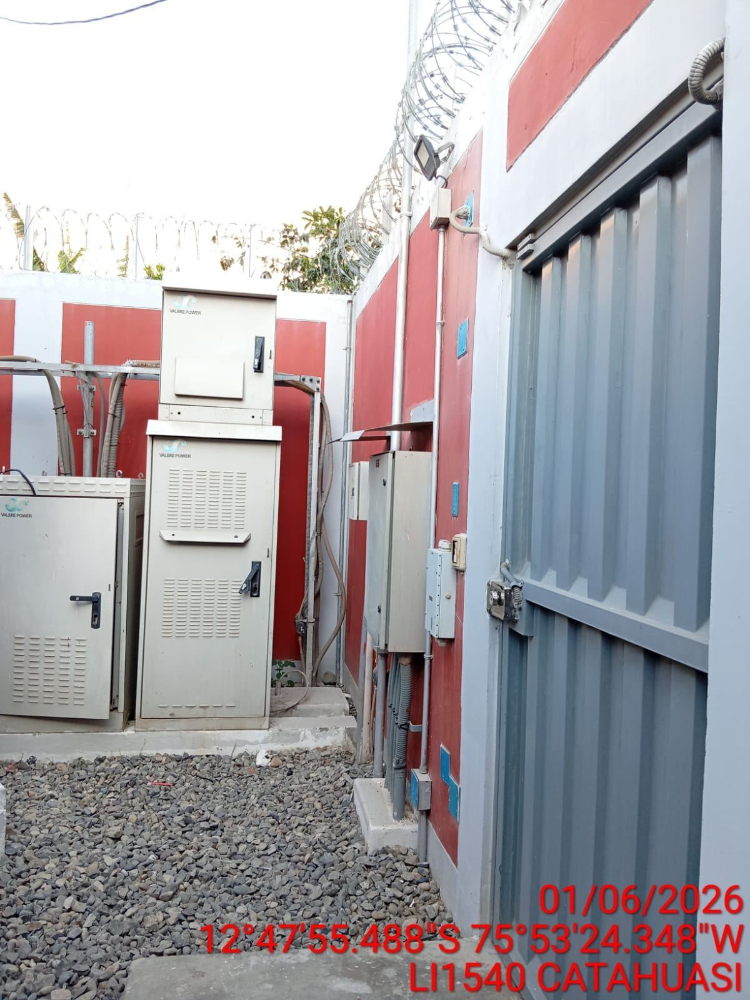 VALERE POWER
VALERE POWER
VALERE POWER
01/06/2026
12°47'55.488"S 75°53'24.348"W
LI1540 CATAHUASI